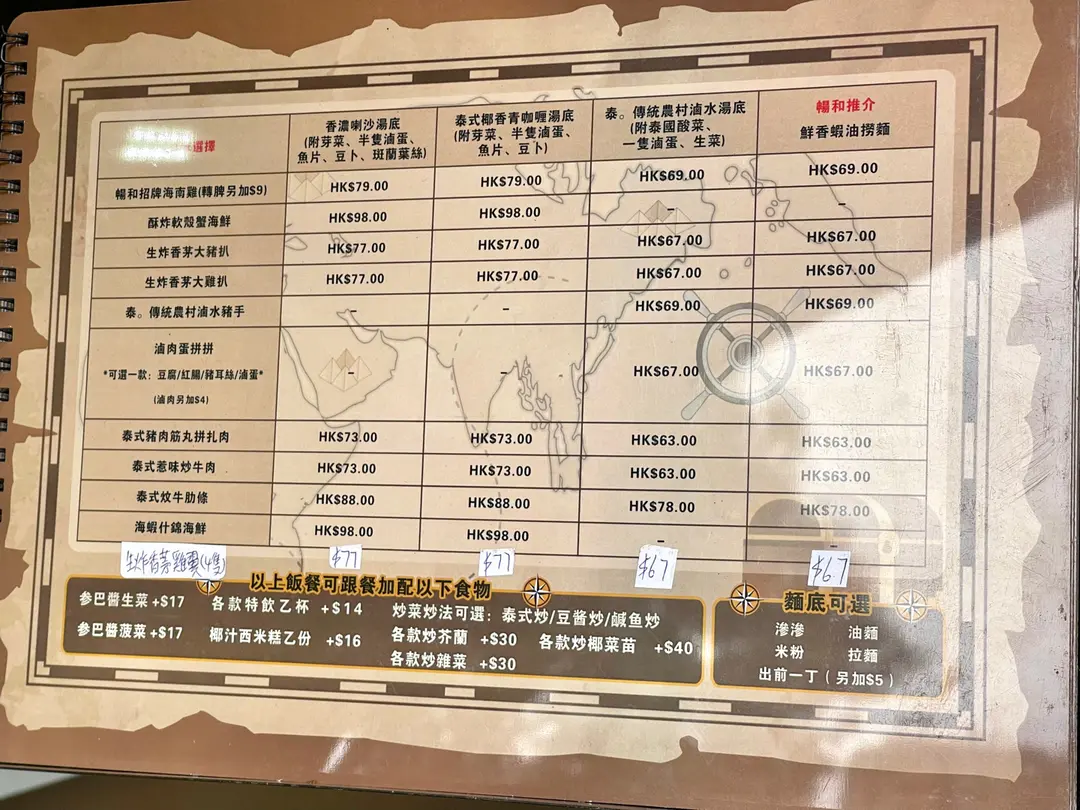 選擇
香濃喇沙湯底
(附芽菜、半隻滷蛋、
魚片、豆卜、斑蘭葉絲)
泰式椰香青咖喱湯底
(附芽菜、半隻滷蛋、
魚片、豆卜)
泰。傳統農村滷水湯底
(附泰國酸菜、
一隻滷蛋、生菜)
暢和推介
鮮香蝦油撈麵
暢和招牌海南雞(轉脾另加$9) HK$79.00 HK$79.00 HK$69.00 HK$69.00
酥炸軟殼蟹海鮮 HK$98.00 HK$98.00 – –
生炸香茅大豬扒 HK$77.00 HK$77.00 HK$67.00 HK$67.00
生炸香茅大雞扒 HK$77.00 HK$77.00 HK$67.00 HK$67.00
泰。傳統農村滷水豬手 – – HK$69.00 HK$69.00
滷肉蛋拼拼
*可選一款：豆腐/紅腸/豬耳絲/滷蛋* – – HK$67.00 HK$67.00
(滷肉另加$4)
泰式豬肉筋丸拼扎肉 HK$73.00 HK$73.00 HK$63.00 HK$63.00
泰式惹味炒牛肉 HK$73.00 HK$73.00 HK$63.00 HK$63.00
泰式炆牛肋條 HK$88.00 HK$88.00 HK$78.00 HK$78.00
海蝦什錦海鮮 HK$98.00 HK$98.00 – –
生炸香茅雞翼(4隻) $77 $77 $67 $67
以上飯餐可跟餐加配以下食物
參巴醬生菜 +$17 各款特飲乙杯 +$14 炒菜炒法可選：泰式炒/豆醬炒/鹹魚炒
參巴醬菠菜 +$17 椰汁西米糕乙份 +$16 各款炒芥蘭 +$30 各款炒椰菜苗 +$40
各款炒雜菜 +$30
麵底可選
滲滲 油麵
米粉 拉麵
出前一丁 ( 另加$5 )